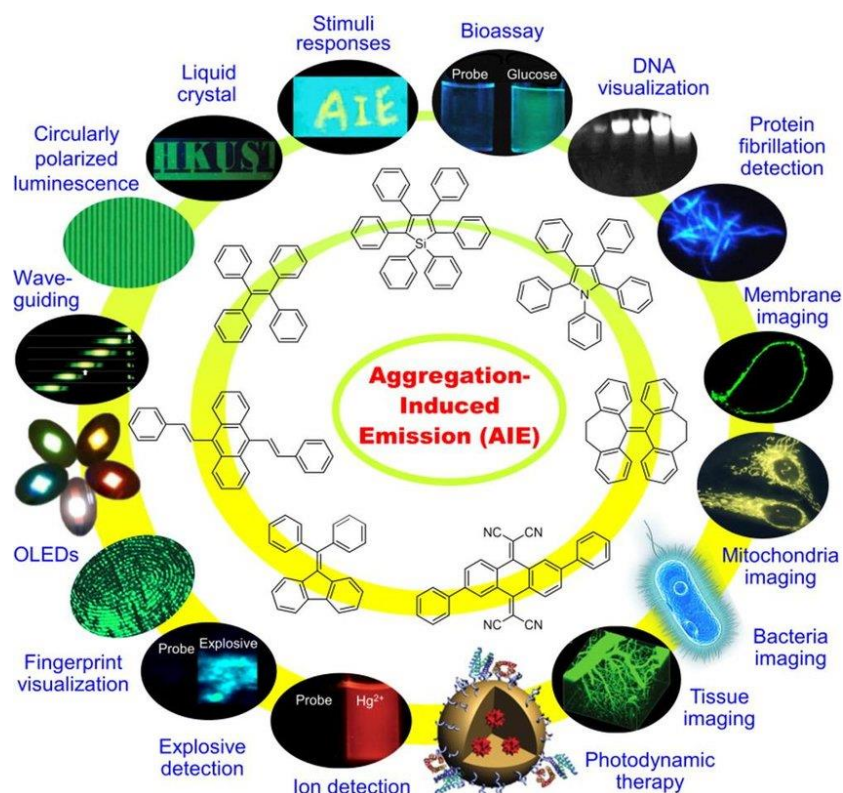 Stimuli
responses
Bioassay
Probe
Glucose
AIE
DNA
visualization
Liquid
crystal
HKUST
Protein
fibrillation
detection
Circularly
polarized
luminescence
Si
N
Wave-
guiding
Membrane
imaging
Aggregation-
Induced
Emission (AIE)
NC
CN
Mitochondria
imaging
OLEDs
NC
CN
Bacteria
imaging
Fingerprint
visualization
Probe
Explosive
Tissue
imaging
Probe
Hg²⁺
Explosive
detection
Ion detection
Photodynamic
therapy